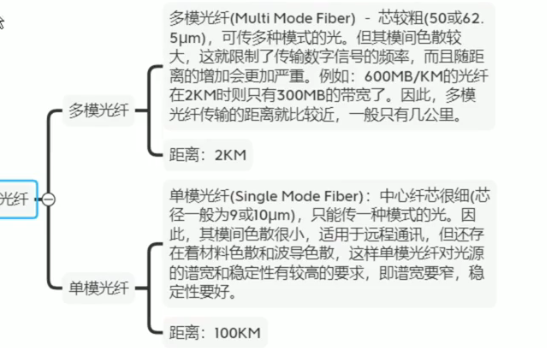 多模光纤(Multi Mode Fiber) - 芯较粗(50或62.
5μm)，可传多种模式的光。但其模间色散较
大，这就限制了传输数字信号的频率，而且随距
离的增加会更加严重。例如：600MB/KM的光纤
在2KM时则只有300MB的带宽了。因此，多模
光纤传输的距离就比较近，一般只有几公里。
多模光纤
距离：2KM
光纤
单模光纤(Single Mode Fiber)：中心纤芯很细(芯
径一般为9或10μm)，只能传一种模式的光。因
此，其模间色散很小，适用于远程通讯，但还存
在着材料色散和波导色散，这样单模光纤对光源
的谱宽和稳定性有较高的要求，即谱宽要窄，稳
定性要好。
单模光纤
距离：100KM